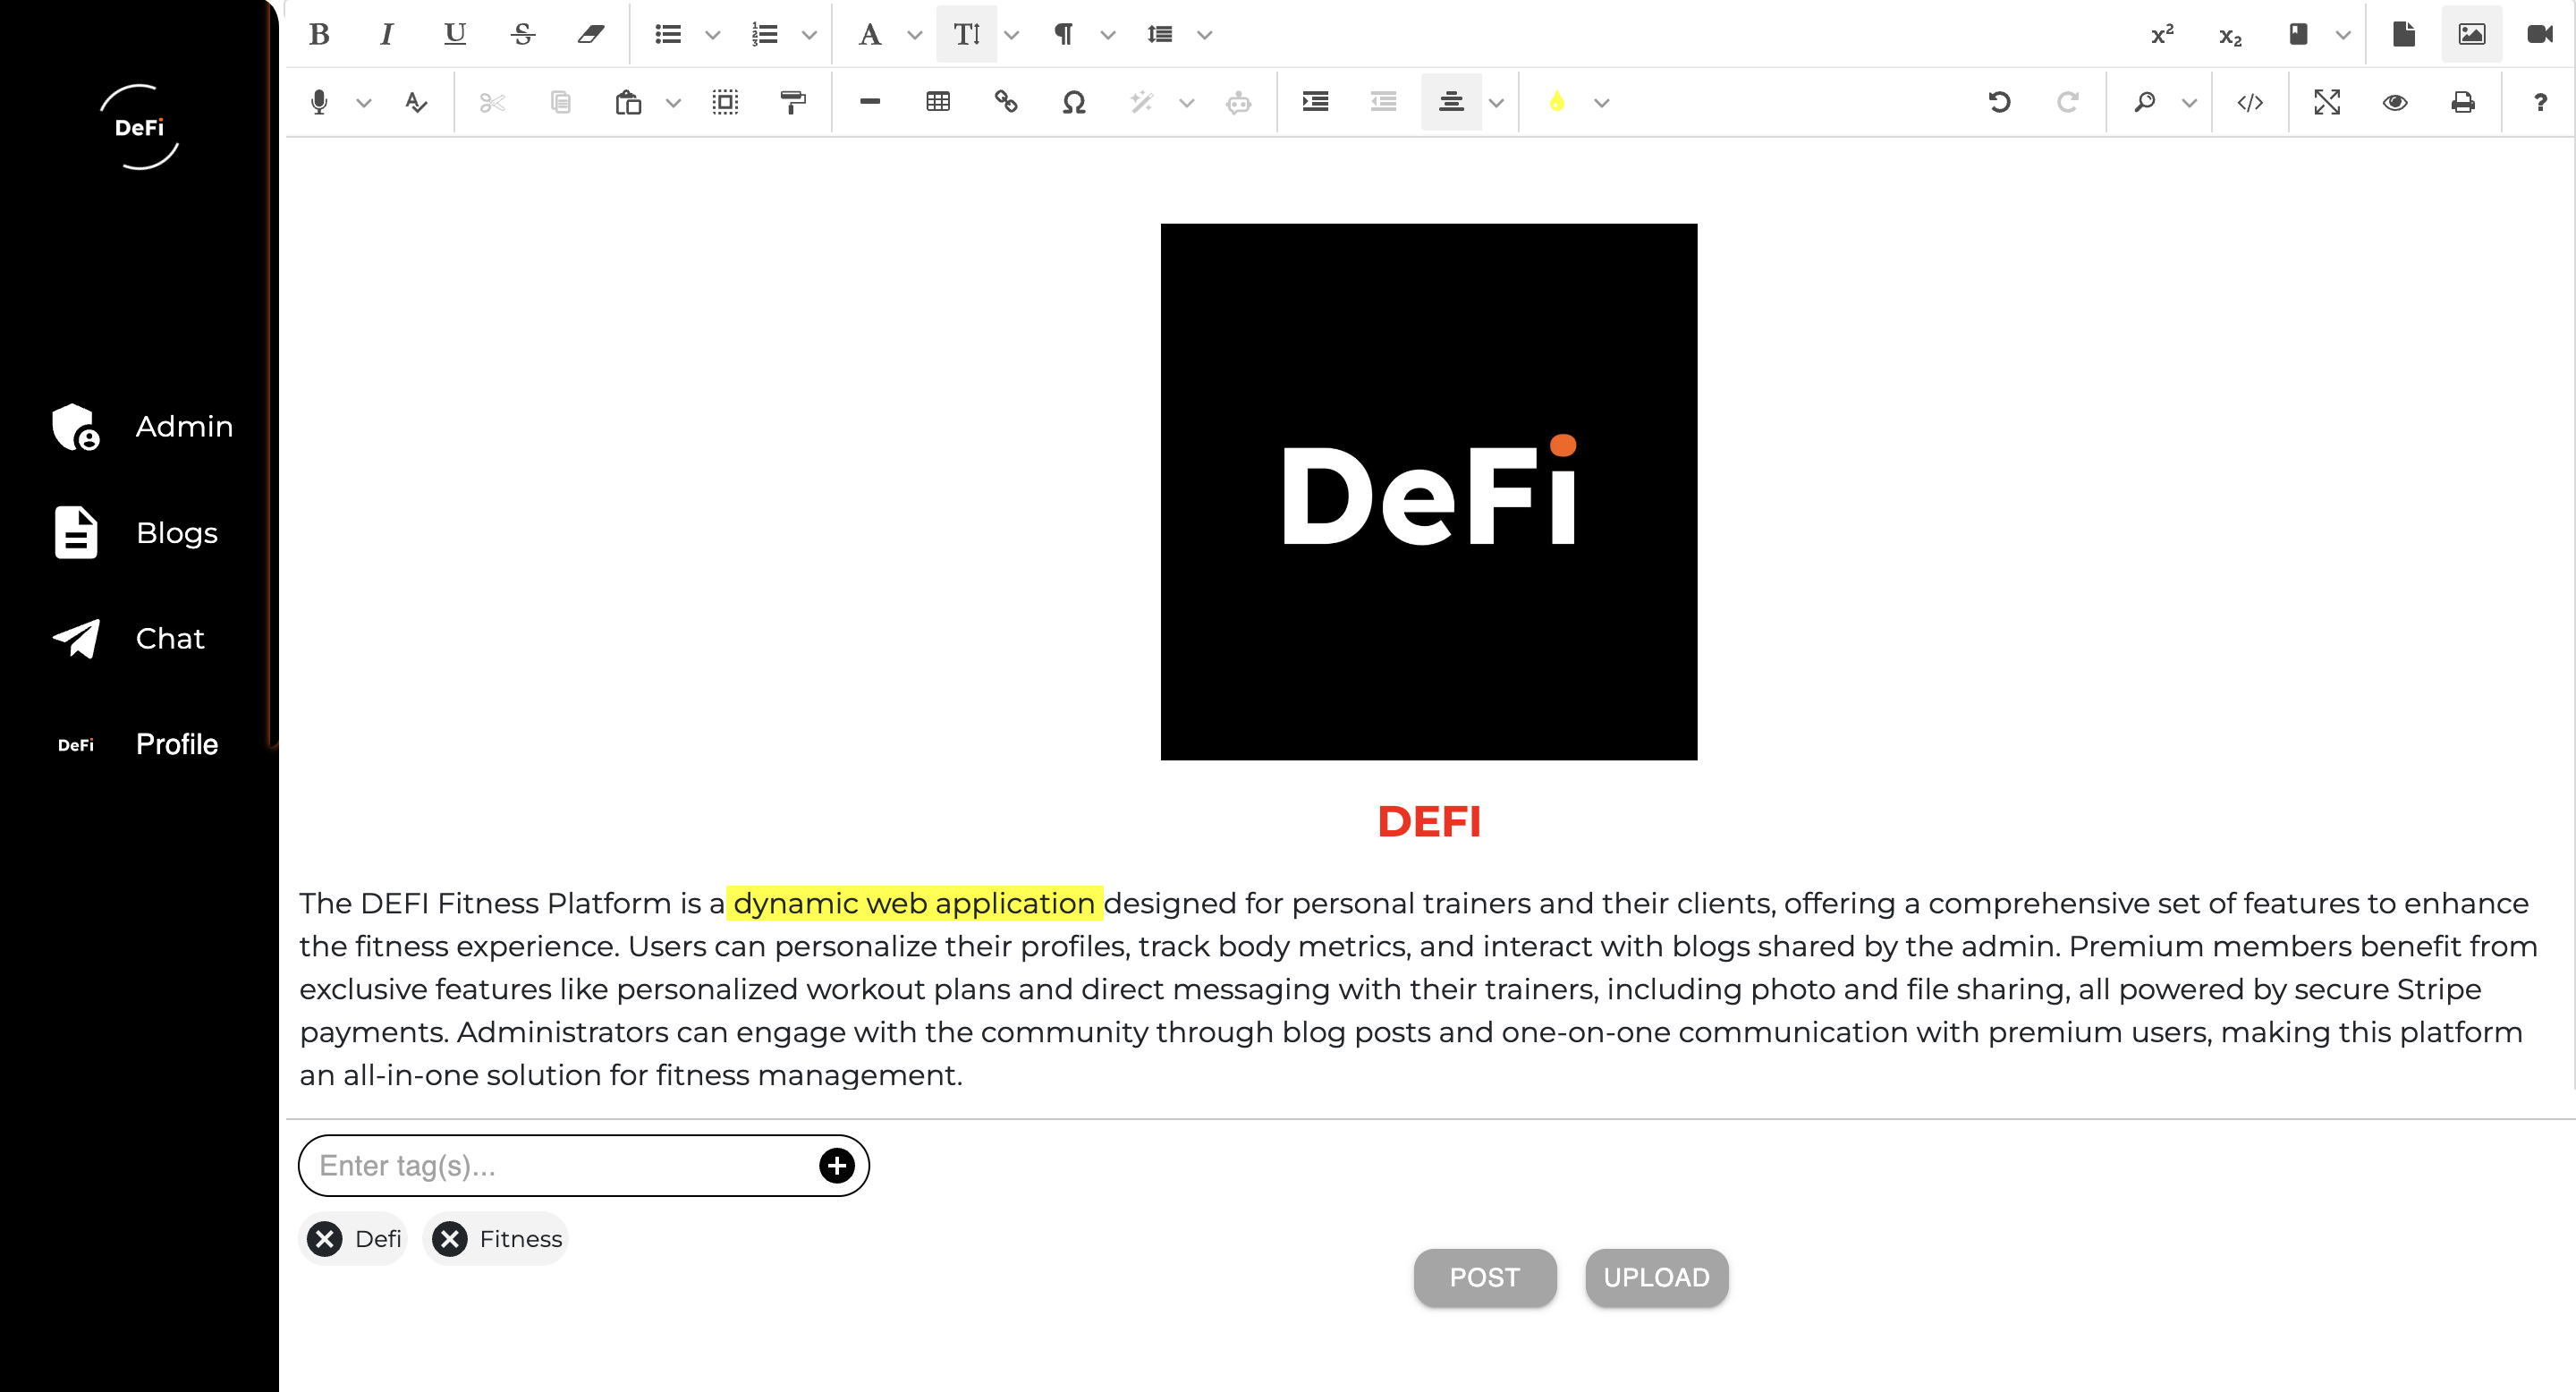 DeFi
Admin
Blogs
Chat
DeFi Profile
DeFi
DEFI
The DEFI Fitness Platform is a dynamic web application designed for personal trainers and their clients, offering a comprehensive set of features to enhance
the fitness experience. Users can personalize their profiles, track body metrics, and interact with blogs shared by the admin. Premium members benefit from
exclusive features like personalized workout plans and direct messaging with their trainers, including photo and file sharing, all powered by secure Stripe
payments. Administrators can engage with the community through blog posts and one-on-one communication with premium users, making this platform
an all-in-one solution for fitness management.
Enter tag(s)...
Defi Fitness
POST UPLOAD